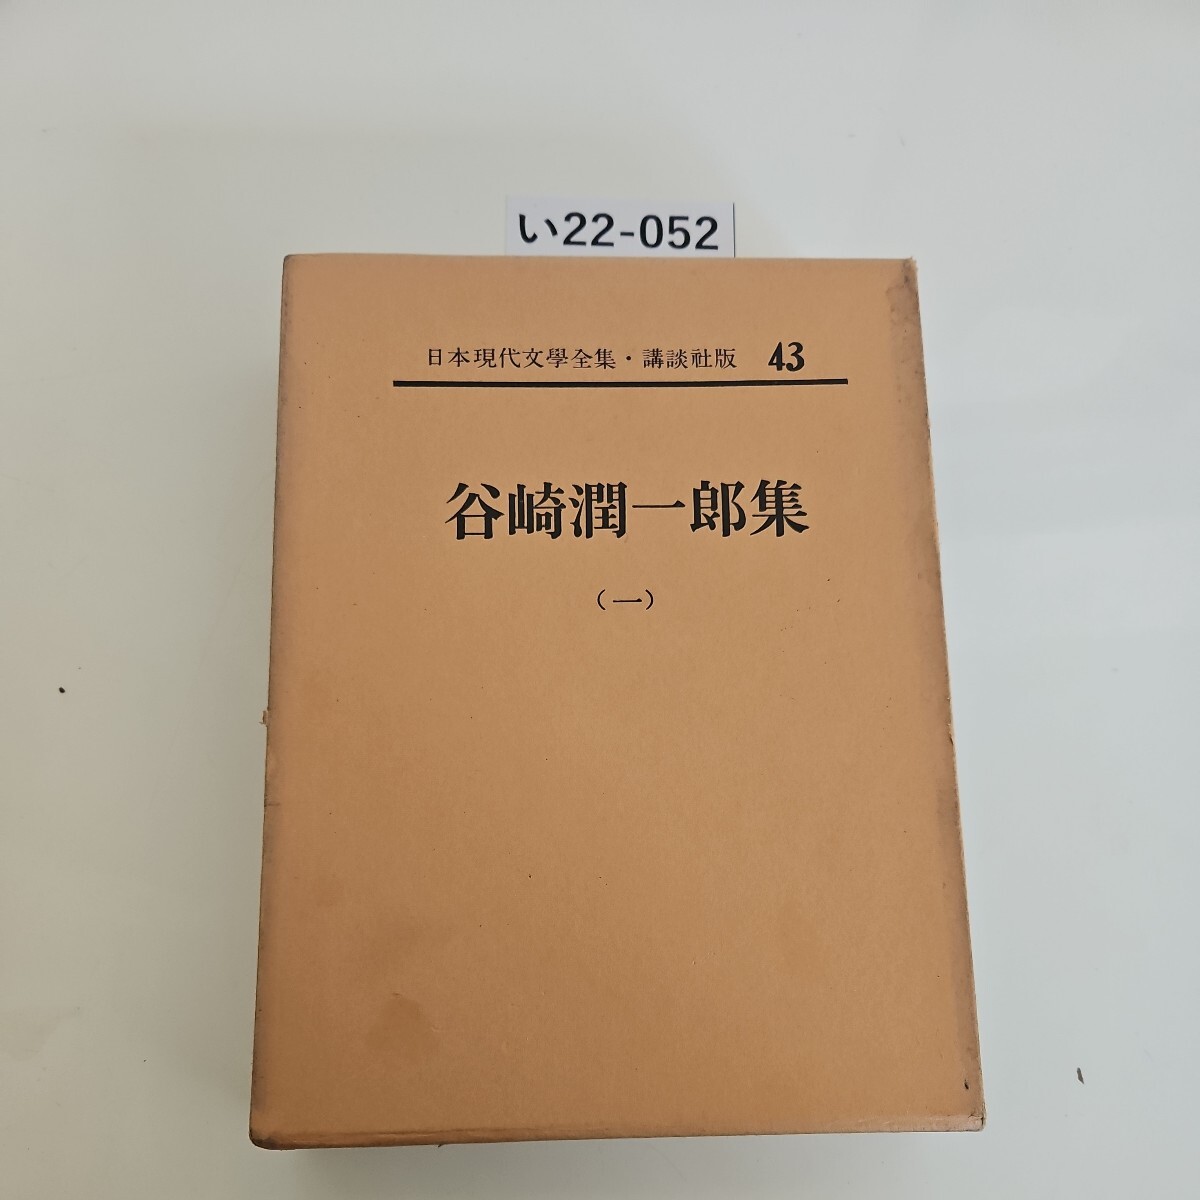 い22-052
日本現代文學全集・講談社版 43
谷崎潤一郎集
（一）